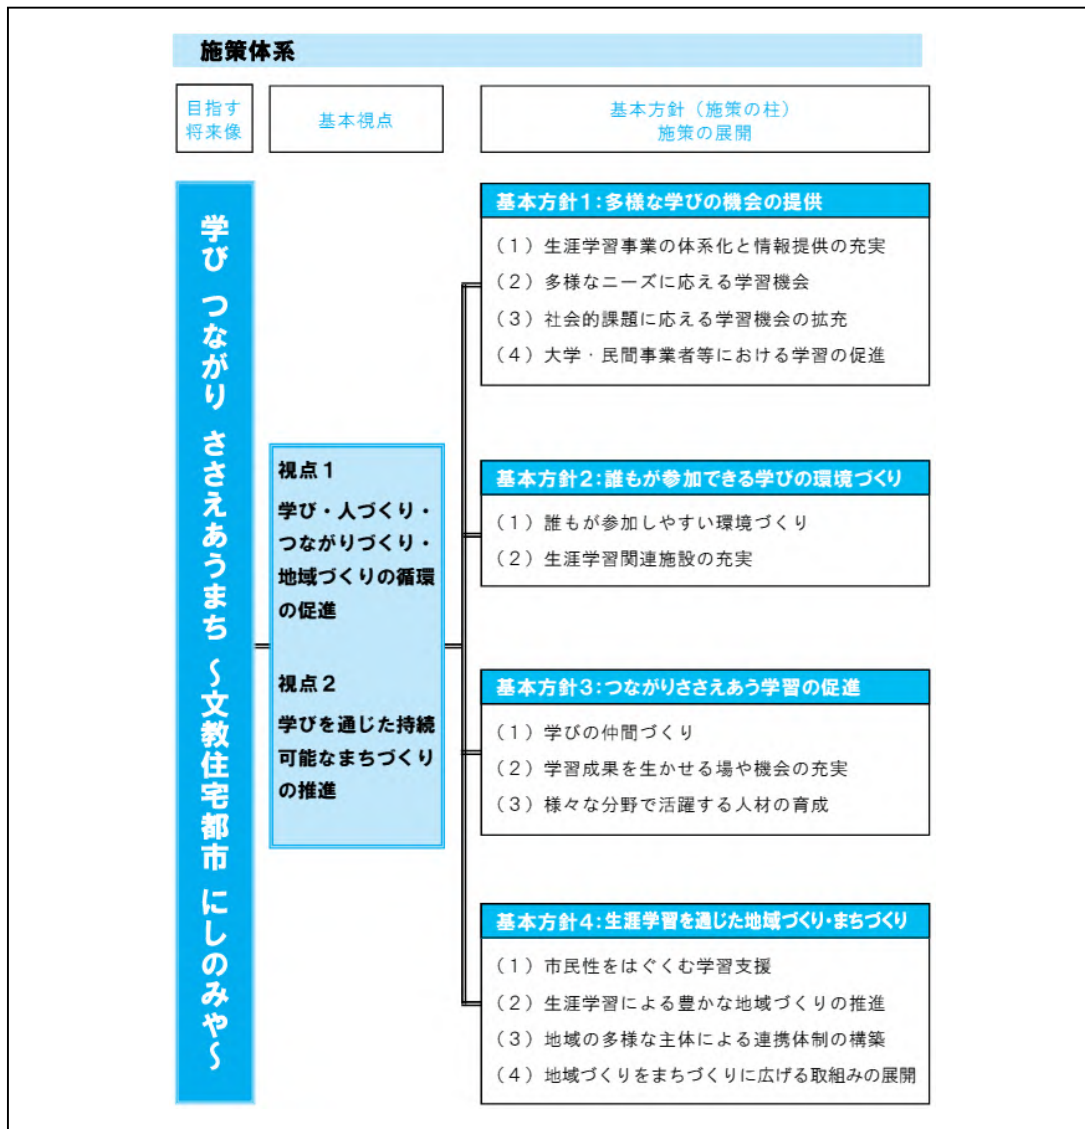 施策体系
目指す
将来像
基本視点
基本方針（施策の柱）
施策の展開
学び つながり ささえあうまち ～文教住宅都市 にしのみや～
視点１
学び・人づくり・
つながりづくり・
地域づくりの循環
の促進
視点２
学びを通じた持続
可能なまちづくり
の推進
基本方針１：多様な学びの機会の提供
（１）生涯学習事業の体系化と情報提供の充実
（２）多様なニーズに応える学習機会
（３）社会的課題に応える学習機会の拡充
（４）大学・民間事業者等における学習の促進
基本方針２：誰もが参加できる学びの環境づくり
（１）誰もが参加しやすい環境づくり
（２）生涯学習関連施設の充実
基本方針３：つながりささえあう学習の促進
（１）学びの仲間づくり
（２）学習成果を生かせる場や機会の充実
（３）様々な分野で活躍する人材の育成
基本方針４：生涯学習を通じた地域づくり・まちづくり
（１）市民性をはぐくむ学習支援
（２）生涯学習による豊かな地域づくりの推進
（３）地域の多様な主体による連携体制の構築
（４）地域づくりをまちづくりに広げる取組みの展開